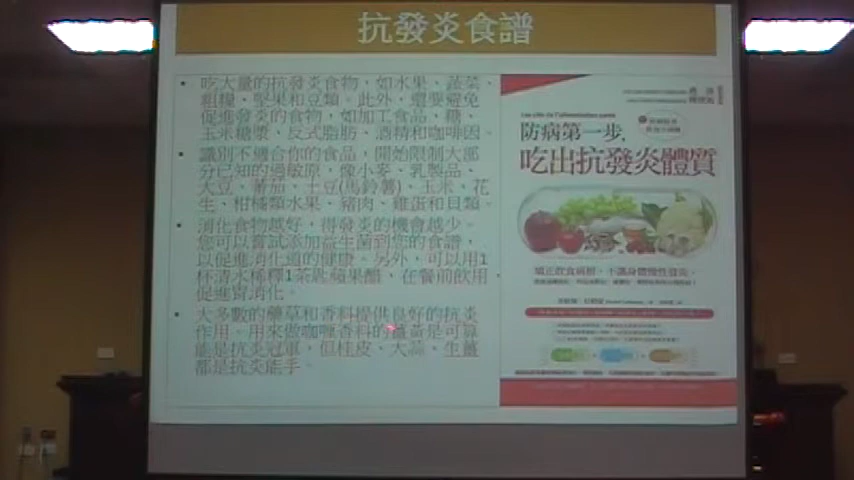 抗發炎食譜
• 吃大量的抗發炎食物，如水果、蔬菜、
粗糧、堅果和豆類。此外，還要避免
促進發炎的食物，如加工食品、糖、
玉米糖漿、反式脂肪、酒精和咖啡因。
• 識別不適合你的食品，開始限制大部
分已知的過敏原，像小麥、乳製品、
大豆、蕃茄、土豆(馬鈴薯)、玉米、花
生、柑橘類水果、豬肉、雞蛋和貝類。
• 消化食物越好，得發炎的機會越少。
您可以嘗試添加益生菌到您的食譜，
以促進消化道的健康。另外，可以用1
杯清水稀釋1茶匙蘋果醋，在餐前飲用，
促進胃消化。
• 大多數的藥草和香料提供良好的抗炎
作用。用來做咖喱香料的薑黃是可算
能是抗炎冠軍，但桂皮、大蒜、生薑
都是抗炎能手。
防病第一步，
吃出抗發炎體質